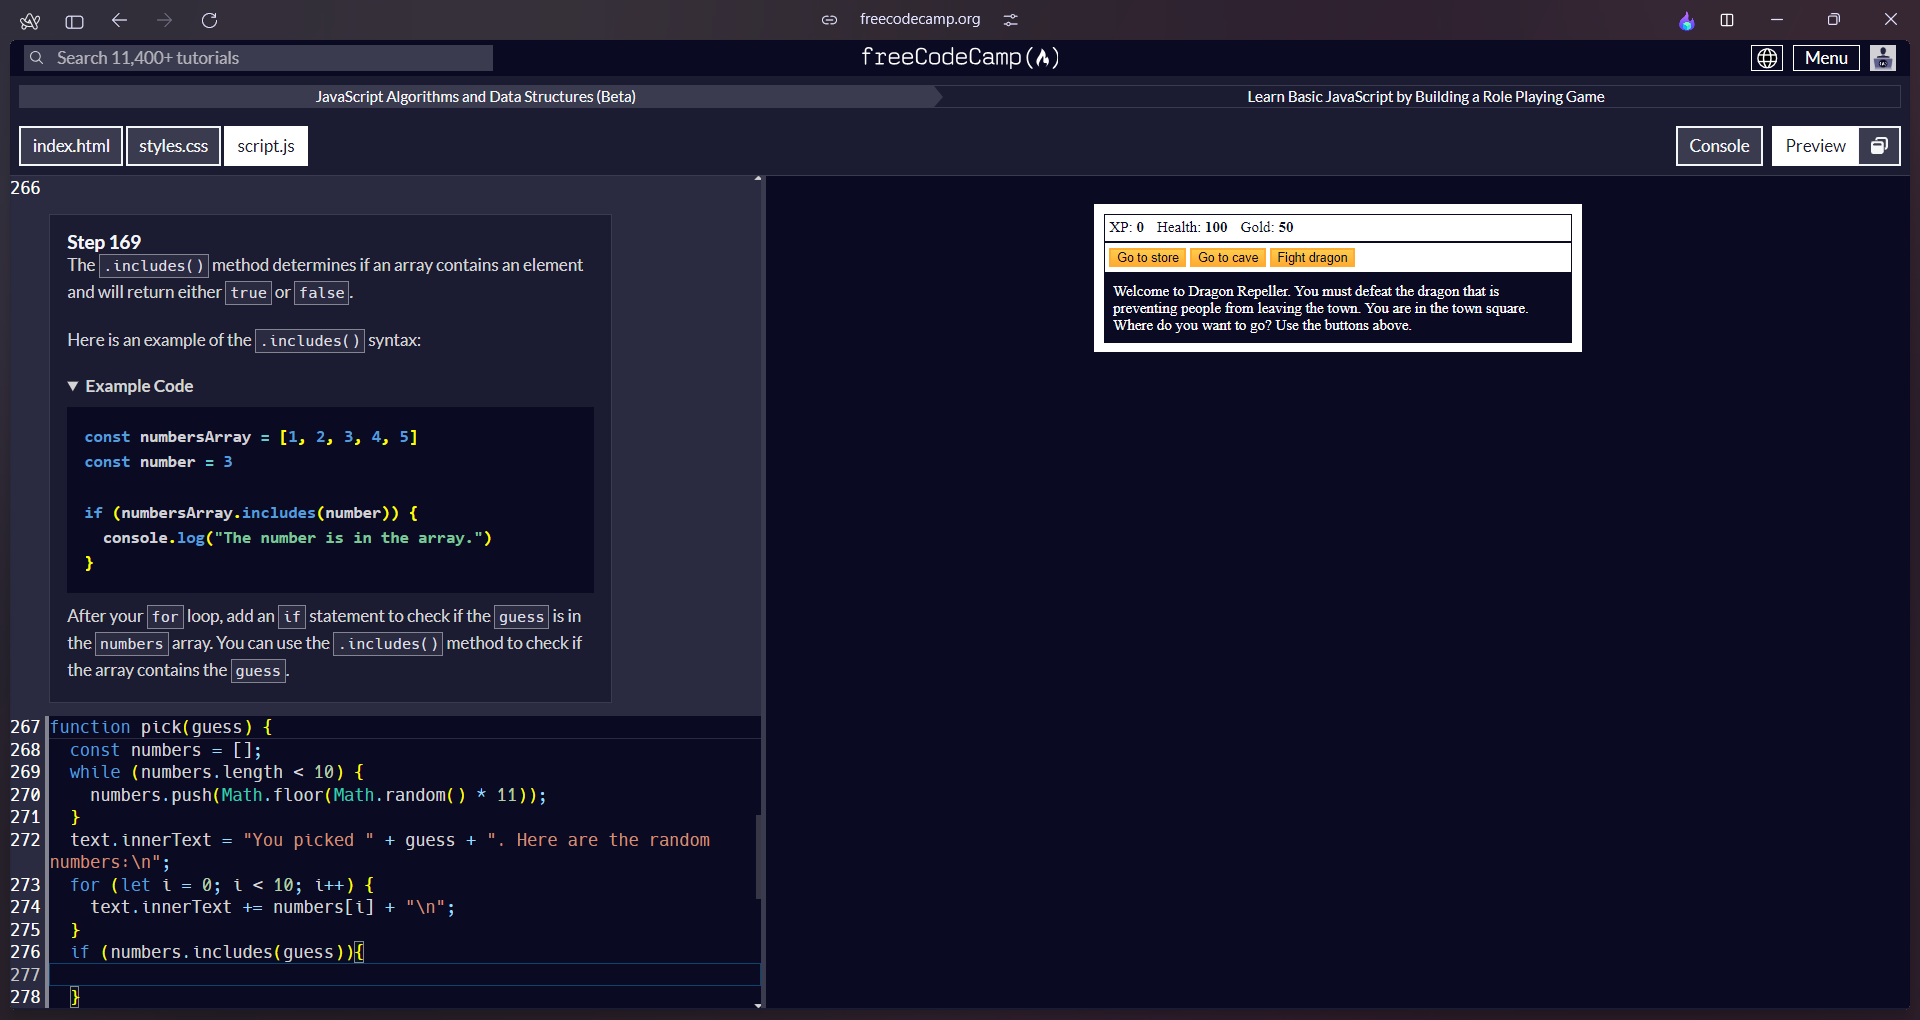 freecodecamp.org
Search 11,400+ tutorials
freeCodeCamp(🔥)
Menu
JavaScript Algorithms and Data Structures (Beta)
Learn Basic JavaScript by Building a Role Playing Game
index.html
styles.css
script.js
Console
Preview
266
Step 169
The .includes() method determines if an array contains an element
and will return either true or false.
Here is an example of the .includes() syntax:
▼ Example Code
const numbersArray = [1, 2, 3, 4, 5]
const number = 3
if (numbersArray.includes(number)) {
  console.log("The number is in the array.")
}
After your for loop, add an if statement to check if the guess is in
the numbers array. You can use the .includes() method to check if
the array contains the guess.
267 function pick(guess) {
268   const numbers = [];
269   while (numbers.length < 10) {
270     numbers.push(Math.floor(Math.random() * 11));
271   }
272   text.innerText = "You picked " + guess + ". Here are the random
numbers:\n";
273   for (let i = 0; i < 10; i++) {
274     text.innerText += numbers[i] + "\n";
275   }
276   if (numbers.includes(guess)){
277
278   }
XP: 0 Health: 100 Gold: 50
Go to store
Go to cave
Fight dragon
Welcome to Dragon Repeller. You must defeat the dragon that is
preventing people from leaving the town. You are in the town square.
Where do you want to go? Use the buttons above.